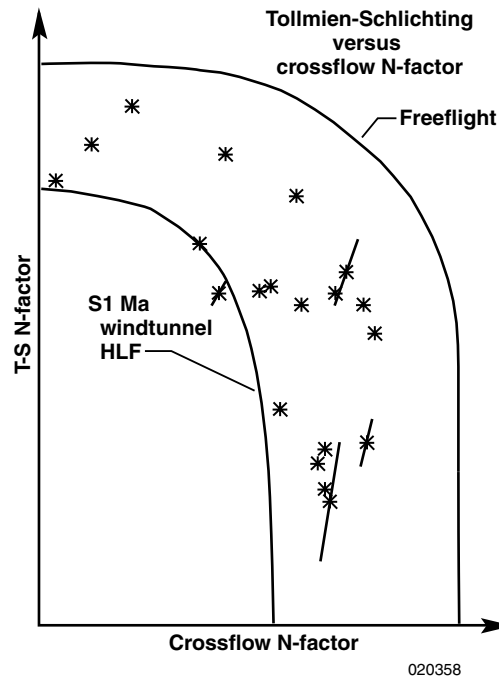 Tollmien-Schlichting
versus
crossflow N-factor
Freeflight
S1 Ma
windtunnel
HLF
T-S N-factor
Crossflow N-factor
020358